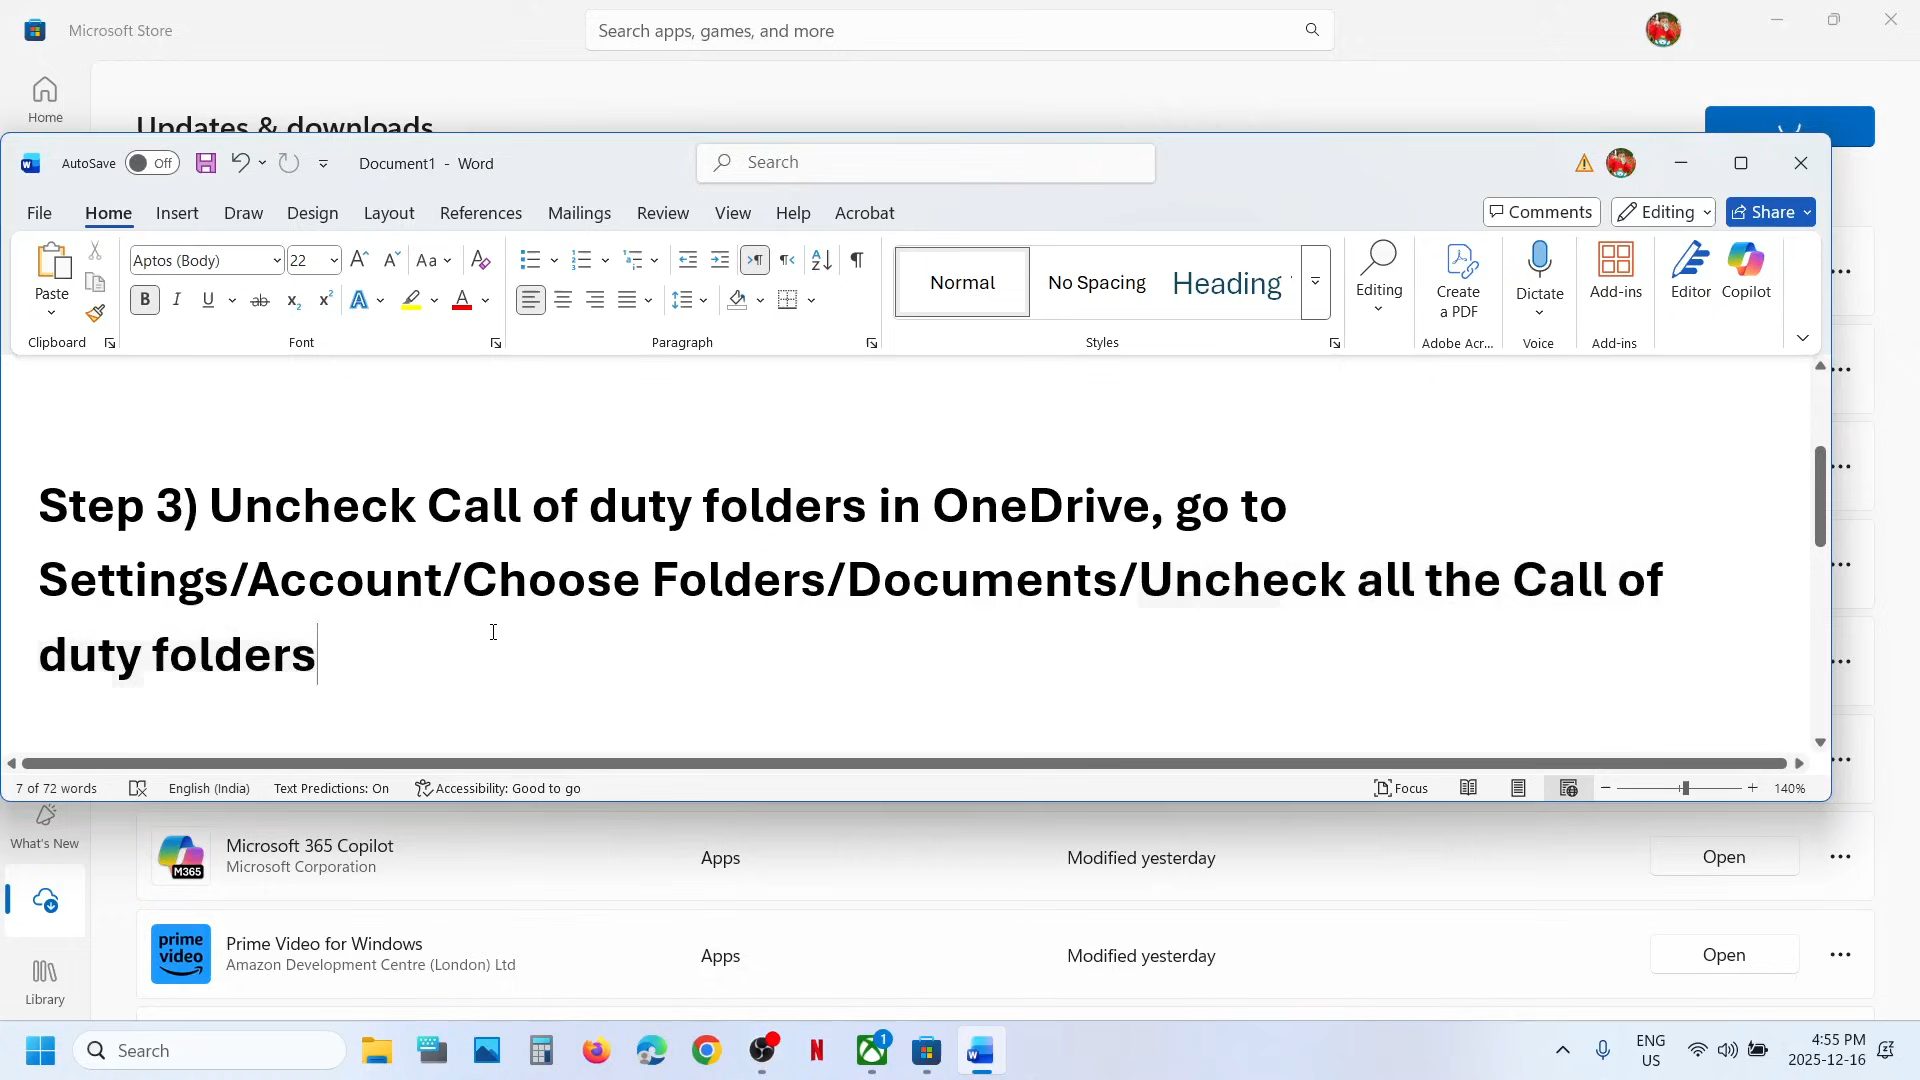 Microsoft Store
Search apps, games, and more
Home
Updates & downloads
AutoSave Off
Document1 - Word
Search
File Home Insert Draw Design Layout References Mailings Review View Help Acrobat
Comments Editing Share
Paste
Aptos (Body) 22
Normal No Spacing Heading
Editing
Create a PDF
Dictate
Add-ins
Editor
Copilot
Clipboard Font Paragraph Styles Adobe Acr... Voice Add-ins
Step 3) Uncheck Call of duty folders in OneDrive, go to
Settings/Account/Choose Folders/Documents/Uncheck all the Call of
duty folders
7 of 72 words English (India) Text Predictions: On Accessibility: Good to go Focus 140%
What's New
M365
Microsoft 365 Copilot
Microsoft Corporation
Apps
Modified yesterday
Open
prime video
Prime Video for Windows
Amazon Development Centre (London) Ltd
Apps
Modified yesterday
Open
Library
Search
1
ENG
US
4:55 PM
2025-12-16